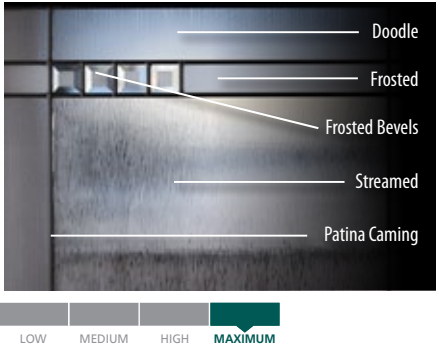 Doodle
Frosted
Frosted Bevels
Streamed
Patina Caming
LOW MEDIUM HIGH MAXIMUM